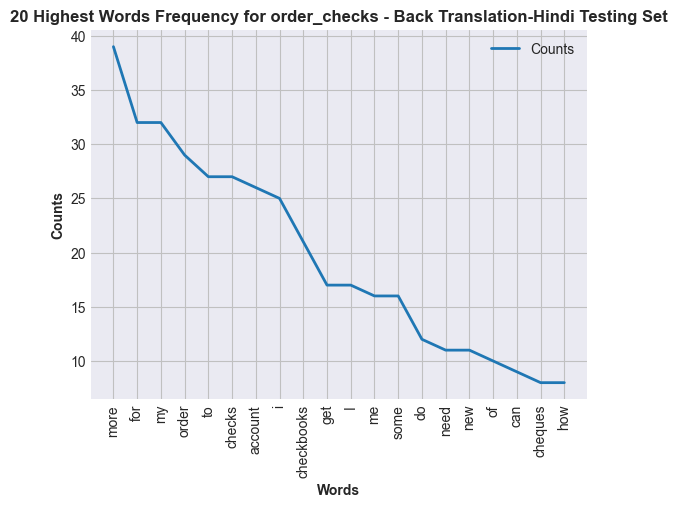 20 Highest Words Frequency for order_checks - Back Translation-Hindi Testing Set
Counts
Counts
40
35
30
25
20
15
10
more
for
my
order
to
checks
account
i
checkbooks
get
I
me
some
do
need
new
of
can
cheques
how
Words